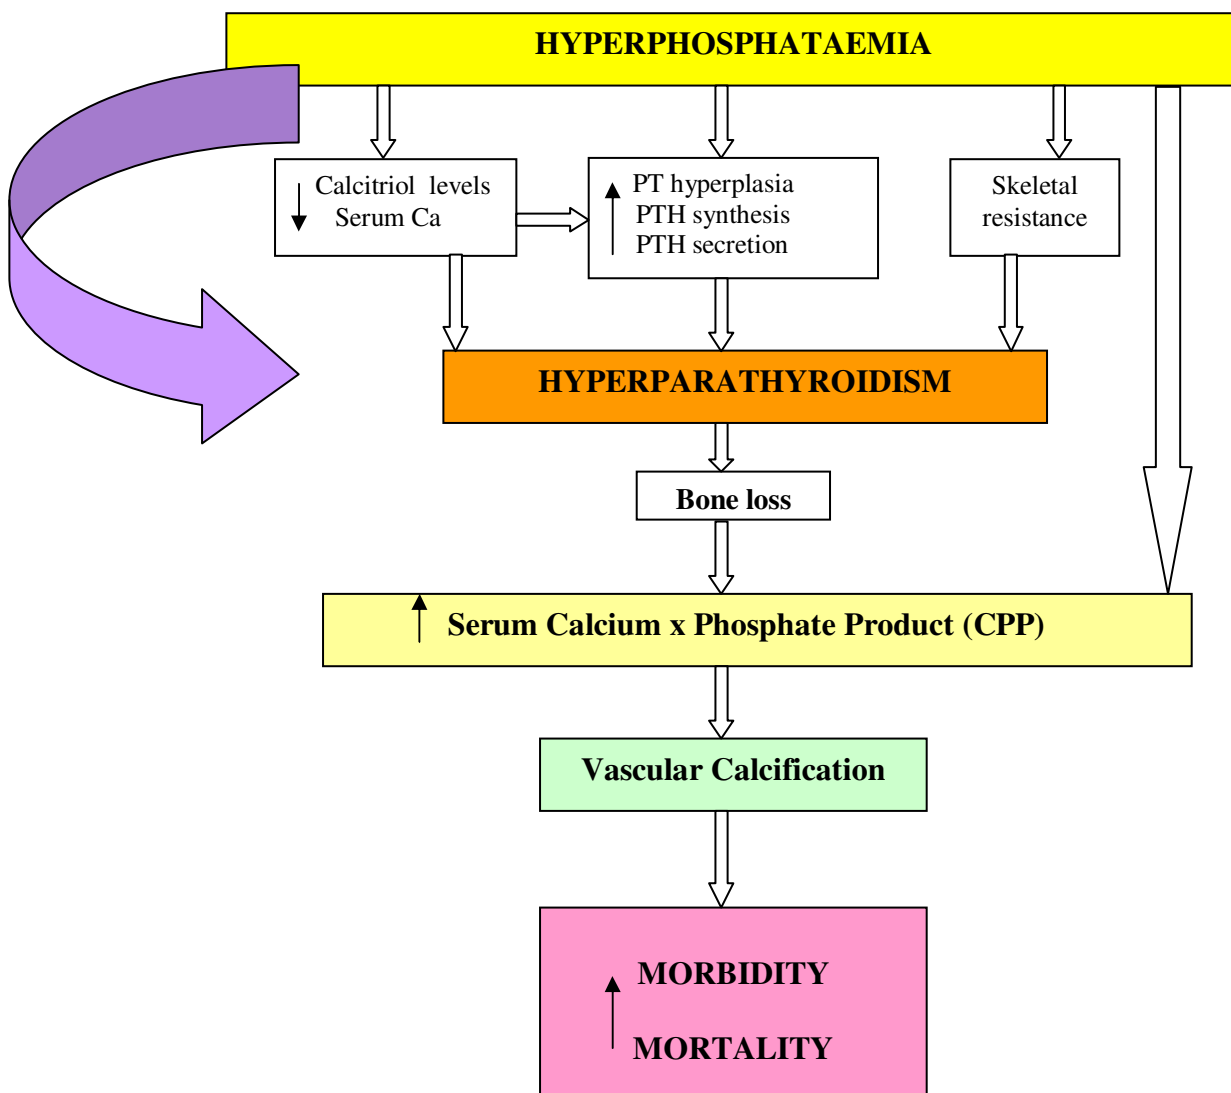 HYPERPHOSPHATAEMIA
Calcitriol levels
Serum Ca
PT hyperplasia
PTH synthesis
PTH secretion
Skeletal
resistance
HYPERPARATHYROIDISM
Bone loss
Serum Calcium x Phosphate Product (CPP)
Vascular Calcification
MORBIDITY
MORTALITY